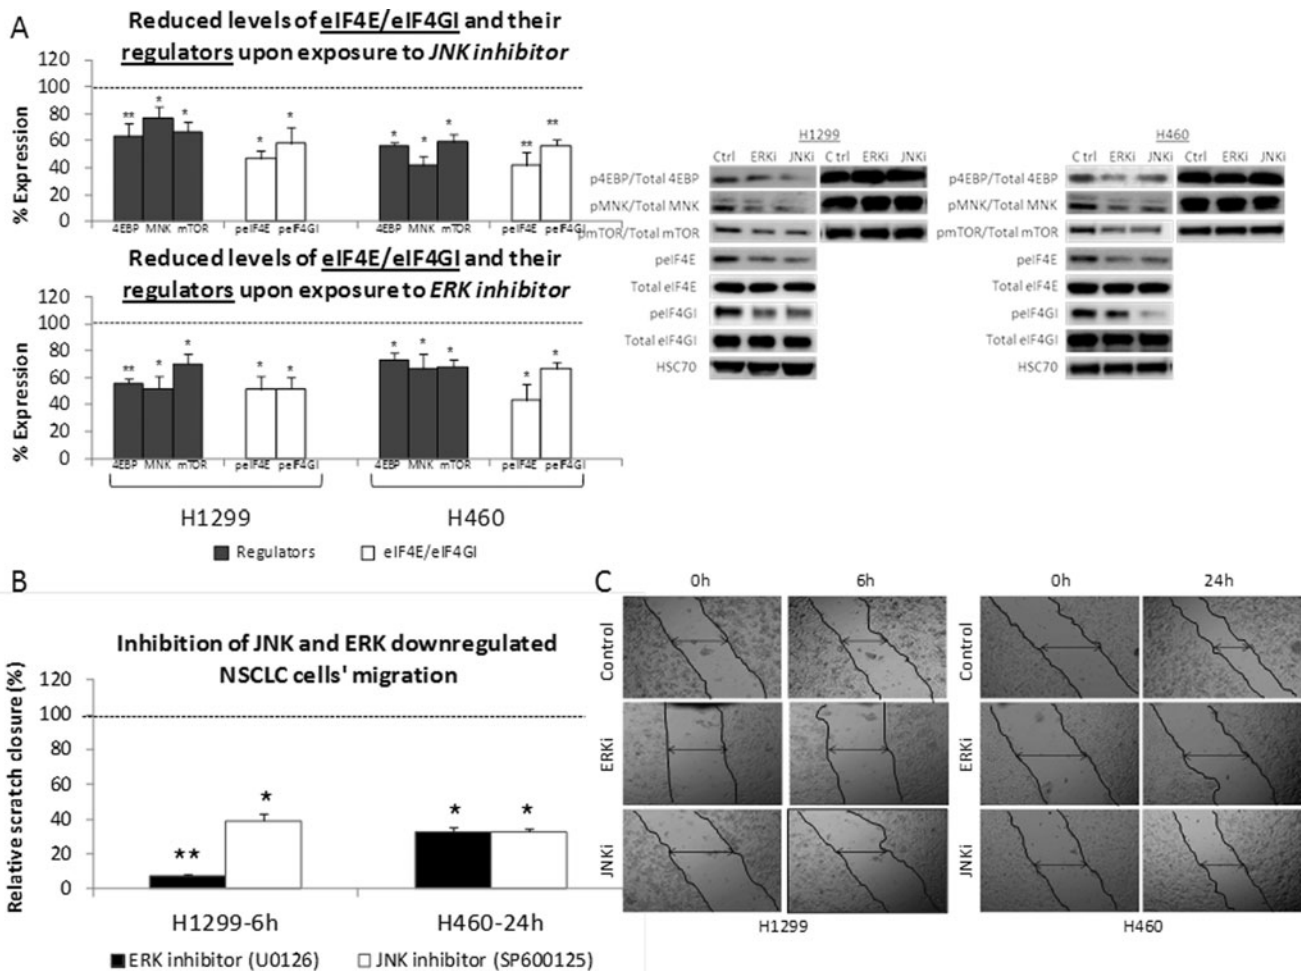 A
Reduced levels of eIF4E/eIF4GI and their
regulators upon exposure to JNK inhibitor
% Expression
120
100
80
60
40
20
0
** * * * * * * * ** **
4EBP MNK mTOR peIF4E peIF4GI 4EBP MNK mTOR peIF4E peIF4GI
Reduced levels of eIF4E/eIF4GI and their
regulators upon exposure to ERK inhibitor
% Expression
120
100
80
60
40
20
0
** * * * * * * * * *
4EBP MNK mTOR peIF4E peIF4GI 4EBP MNK mTOR peIF4E peIF4GI
H1299 H460
Regulators eIF4E/eIF4GI
H1299
Ctrl ERKi JNKi Ctrl ERKi JNKi
p4EBP/Total 4EBP
pMNK/Total MNK
pmTOR/Total mTOR
peIF4E
Total eIF4E
peIF4GI
Total eIF4GI
HSC70
H460
Ctrl ERKi JNKi Ctrl ERKi JNKi
p4EBP/Total 4EBP
pMNK/Total MNK
pmTOR/Total mTOR
peIF4E
Total eIF4E
peIF4GI
Total eIF4GI
HSC70
B
Inhibition of JNK and ERK downregulated
NSCLC cells' migration
Relative scratch closure (%)
120
100
80
60
40
20
0
** * * *
H1299-6h H460-24h
ERK inhibitor (U0126) JNK inhibitor (SP600125)
C
0h 6h 0h 24h
Control Control
ERKi ERKi
JNKi JNKi
H1299 H460